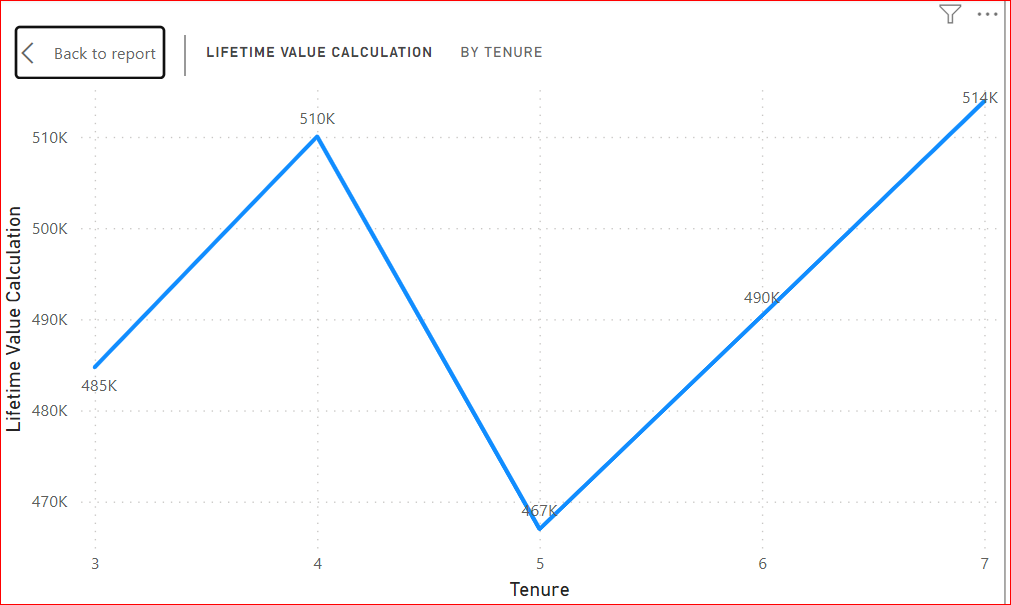 Back to report
LIFETIME VALUE CALCULATION BY TENURE
514K
510K
510K
500K
490K
490K
485K
480K
470K
467K
Lifetime Value Calculation
3 4 5 6 7
Tenure